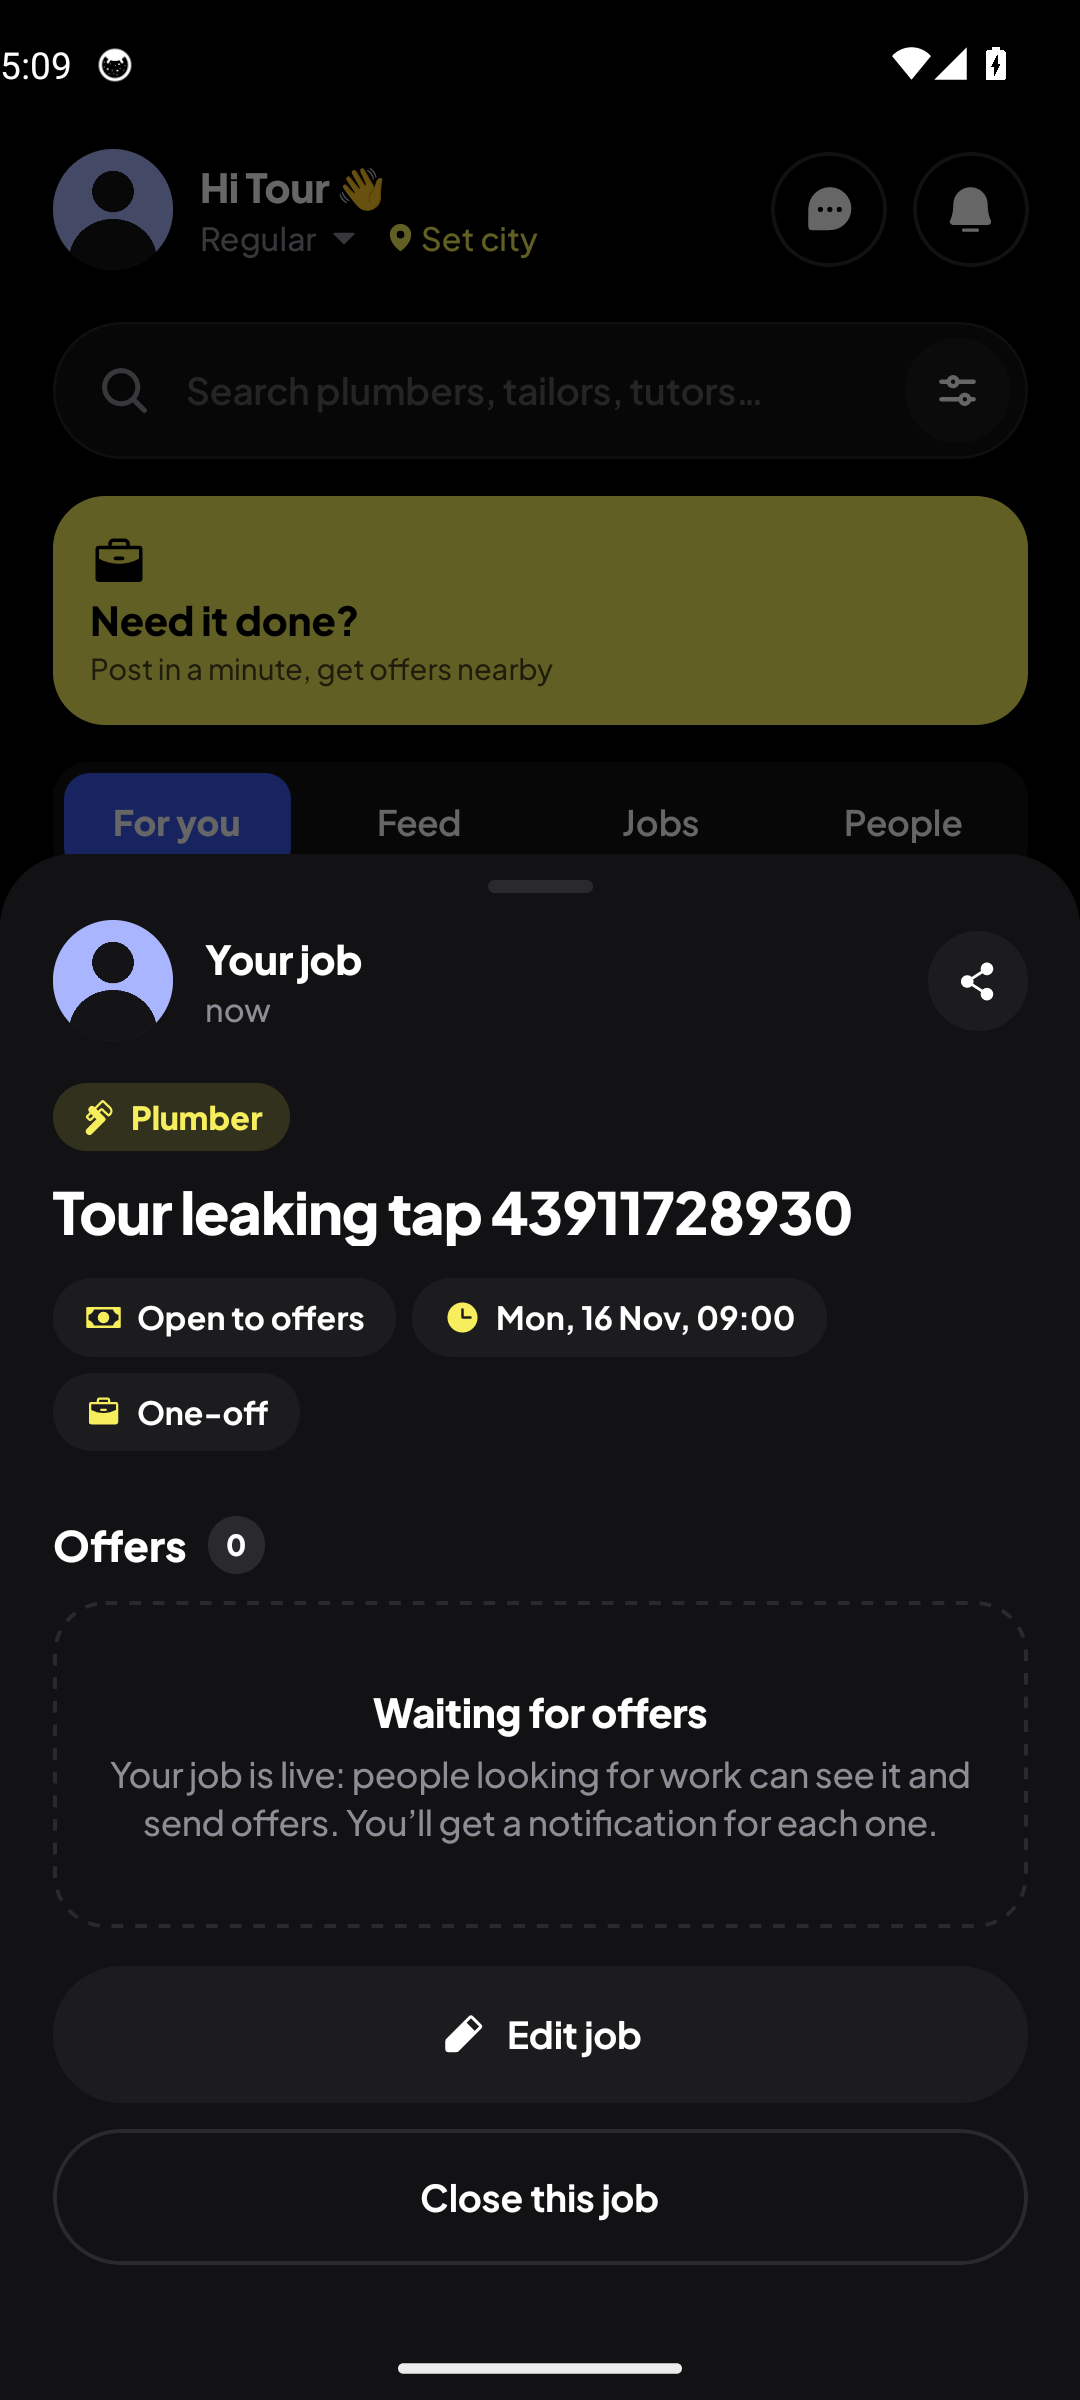 5:09
Hi Tour 👋
Regular
Set city
Search plumbers, tailors, tutors...
Need it done?
Post in a minute, get offers nearby
For you
Feed
Jobs
People
Your job
now
Plumber
Tour leaking tap 43911728930
Open to offers
Mon, 16 Nov, 09:00
One-off
Offers 0
Waiting for offers
Your job is live: people looking for work can see it and
send offers. You’ll get a notification for each one.
Edit job
Close this job